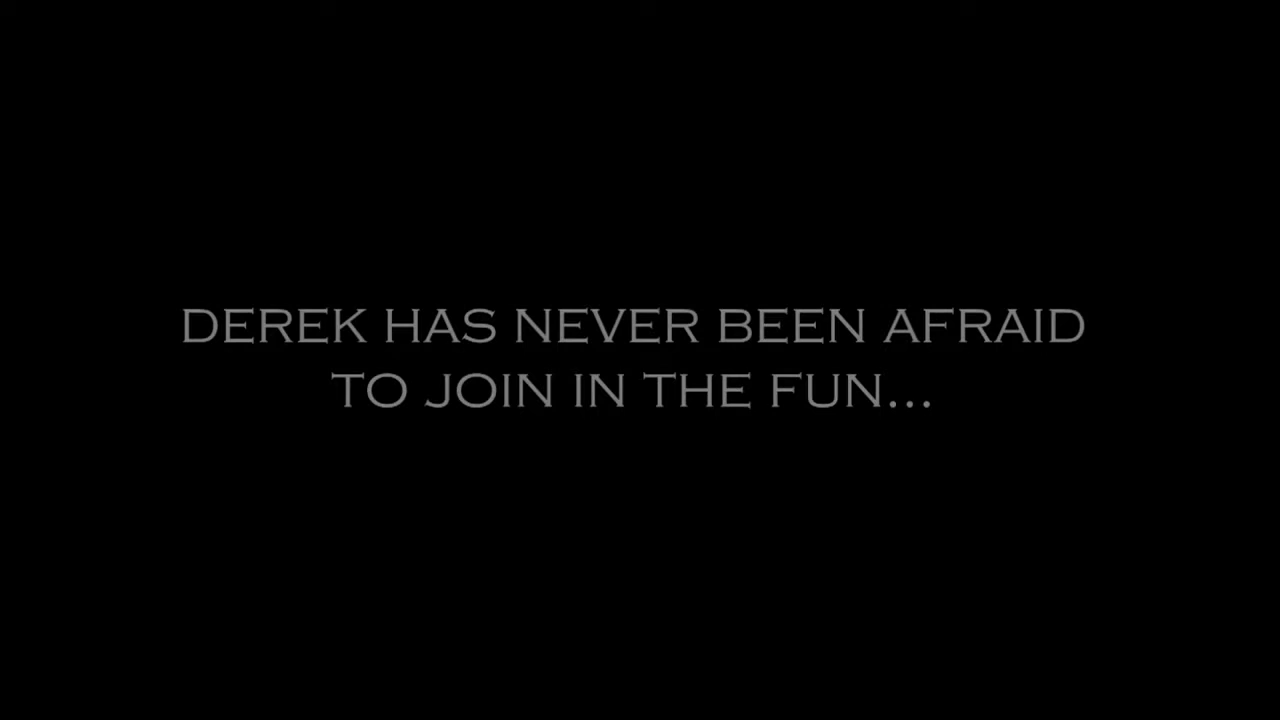 DEREK HAS NEVER BEEN AFRAID
TO JOIN IN THE FUN...